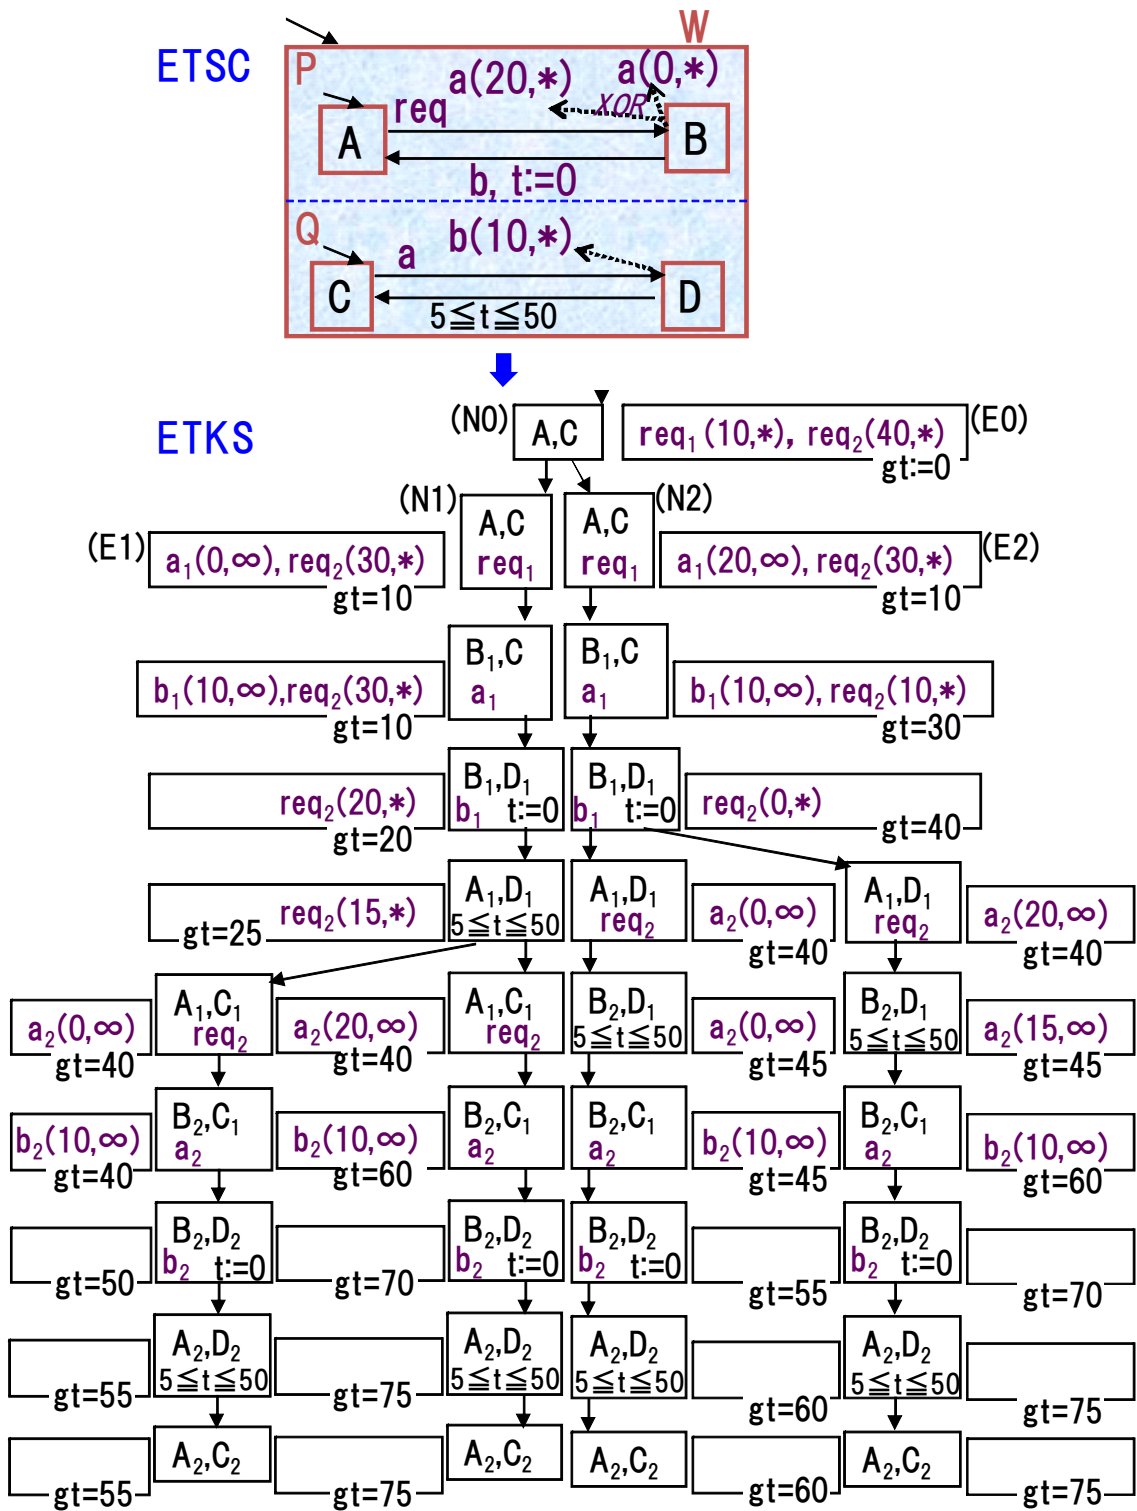 W
ETSC
P
a(20,*)
a(0,*)
XOR
req
A
B
b, t:=0
Q
b(10,*)
a
C
D
5≦t≦50
ETKS
(N0)
A,C
req₁(10,*), req₂(40,*)
(E0)
gt:=0
(N1)
A,C
req₁
A,C
req₁
(N2)
(E1)
a₁(0,∞), req₂(30,*)
gt=10
a₁(20,∞), req₂(30,*)
(E2)
gt=10
b₁(10,∞),req₂(30,*)
gt=10
B₁,C
a₁
B₁,C
a₁
b₁(10,∞), req₂(10,*)
gt=30
req₂(20,*)
gt=20
B₁,D₁
b₁ t:=0
B₁,D₁
b₁ t:=0
req₂(0,*)
gt=40
req₂(15,*)
gt=25
A₁,D₁
5≦t≦50
A₁,D₁
req₂
a₂(0,∞)
gt=40
A₁,D₁
req₂
a₂(20,∞)
gt=40
a₂(0,∞)
gt=40
A₁,C₁
req₂
a₂(20,∞)
gt=40
A₁,C₁
req₂
B₂,D₁
5≦t≦50
a₂(0,∞)
gt=45
B₂,D₁
5≦t≦50
a₂(15,∞)
gt=45
b₂(10,∞)
gt=40
B₂,C₁
a₂
b₂(10,∞)
gt=60
B₂,C₁
a₂
B₂,C₁
a₂
b₂(10,∞)
gt=45
B₂,C₁
a₂
b₂(10,∞)
gt=60
gt=50
B₂,D₂
b₂ t:=0
gt=70
B₂,D₂
b₂ t:=0
B₂,D₂
b₂ t:=0
gt=55
B₂,D₂
b₂ t:=0
gt=70
gt=55
A₂,D₂
5≦t≦50
gt=75
A₂,D₂
5≦t≦50
A₂,D₂
5≦t≦50
gt=60
A₂,D₂
5≦t≦50
gt=75
gt=55
A₂,C₂
gt=75
A₂,C₂
A₂,C₂
gt=60
A₂,C₂
gt=75